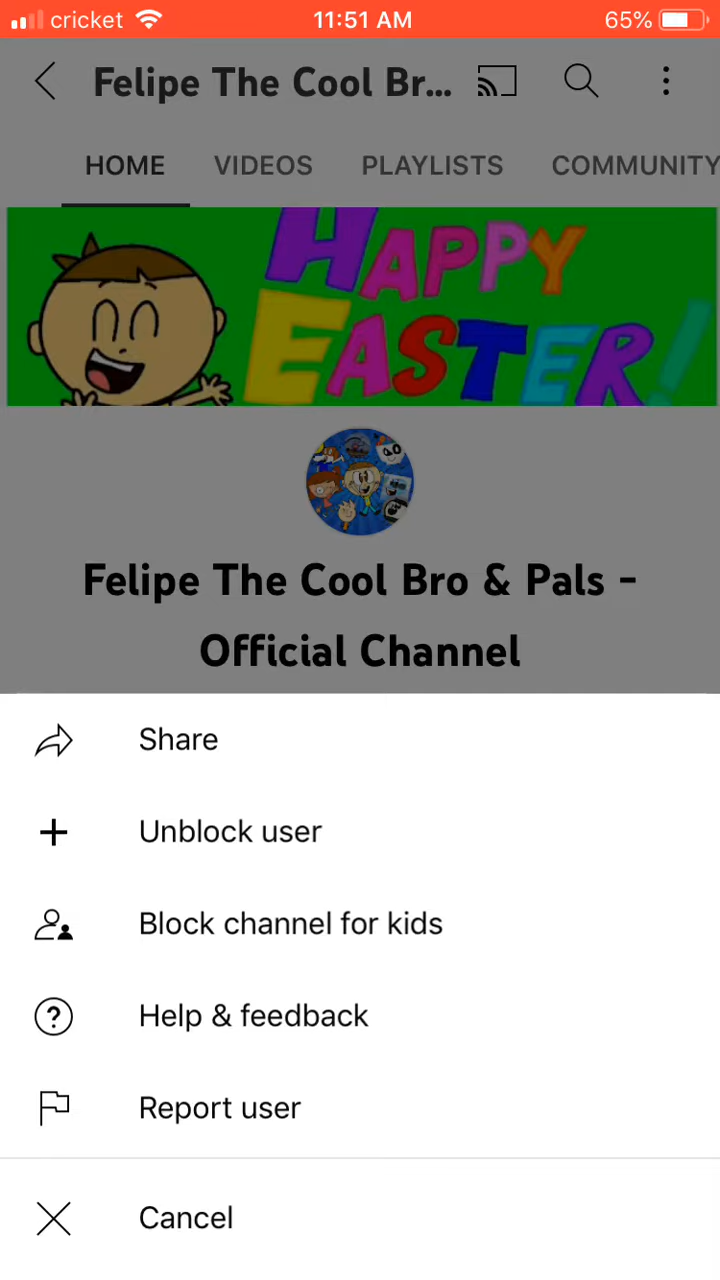 cricket 11:51 AM 65%
Felipe The Cool Br...
HOME VIDEOS PLAYLISTS COMMUNITY
HAPPY
EASTER!
Felipe The Cool Bro & Pals -
Official Channel
Share
Unblock user
Block channel for kids
Help & feedback
Report user
Cancel